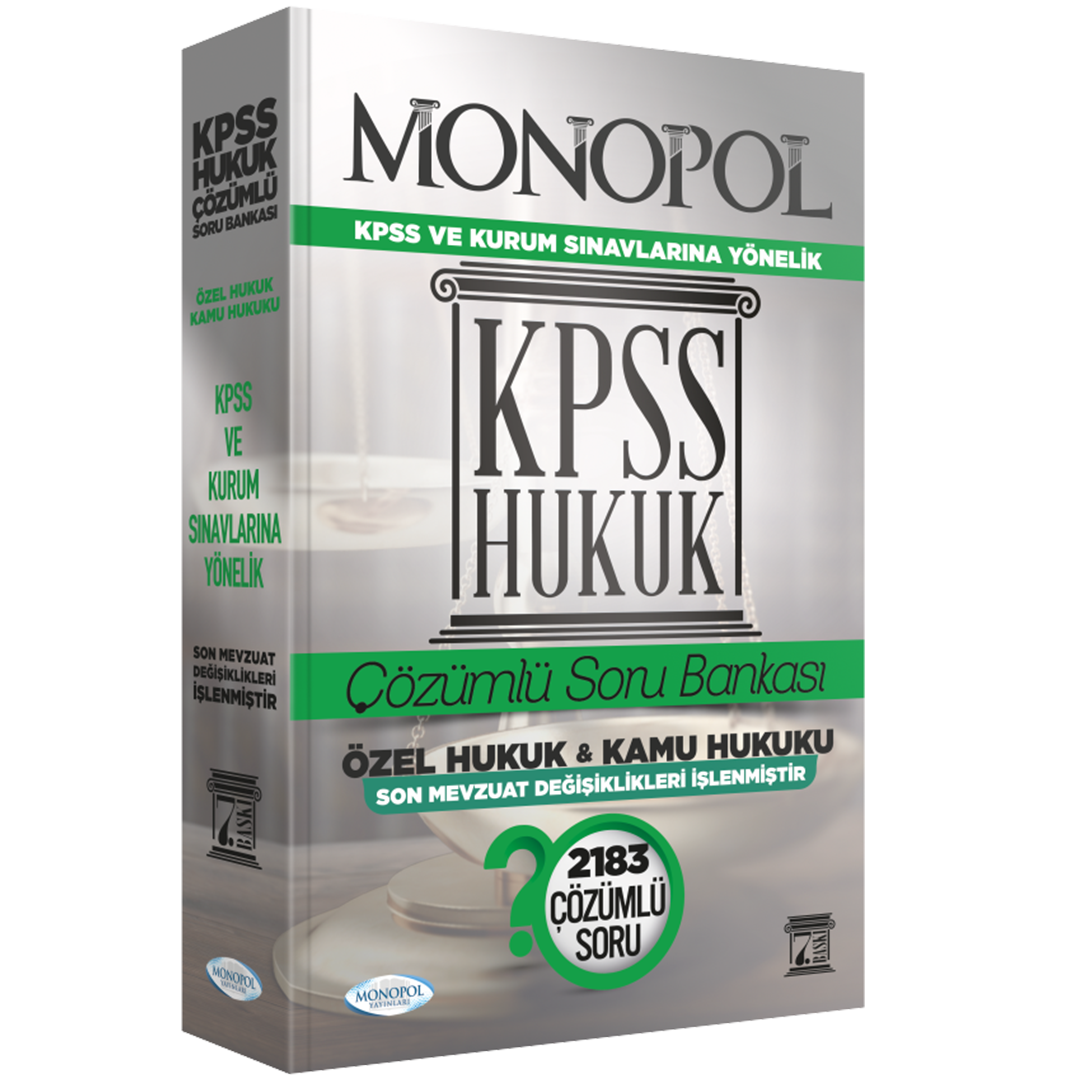 KPSS
HUKUK
ÇÖZÜMLÜ
SORU BANKASI
ÖZEL HUKUK
KAMU HUKUKU
KPSS
VE
KURUM
SINAVLARINA
YÖNELİK
SON MEVZUAT
DEĞİŞİKLİKLERİ
İŞLENMİŞTİR
7.
BASKI
MONOPOL
YAYINLARI
MONOPOL
KPSS VE KURUM SINAVLARINA YÖNELİK
KPSS
HUKUK
Çözümlü Soru Bankası
ÖZEL HUKUK & KAMU HUKUKU
SON MEVZUAT DEĞİŞİKLİKLERİ İŞLENMİŞTİR
?
2183
ÇÖZÜMLÜ
SORU
MONOPOL
YAYINLARI
7.
BASKI